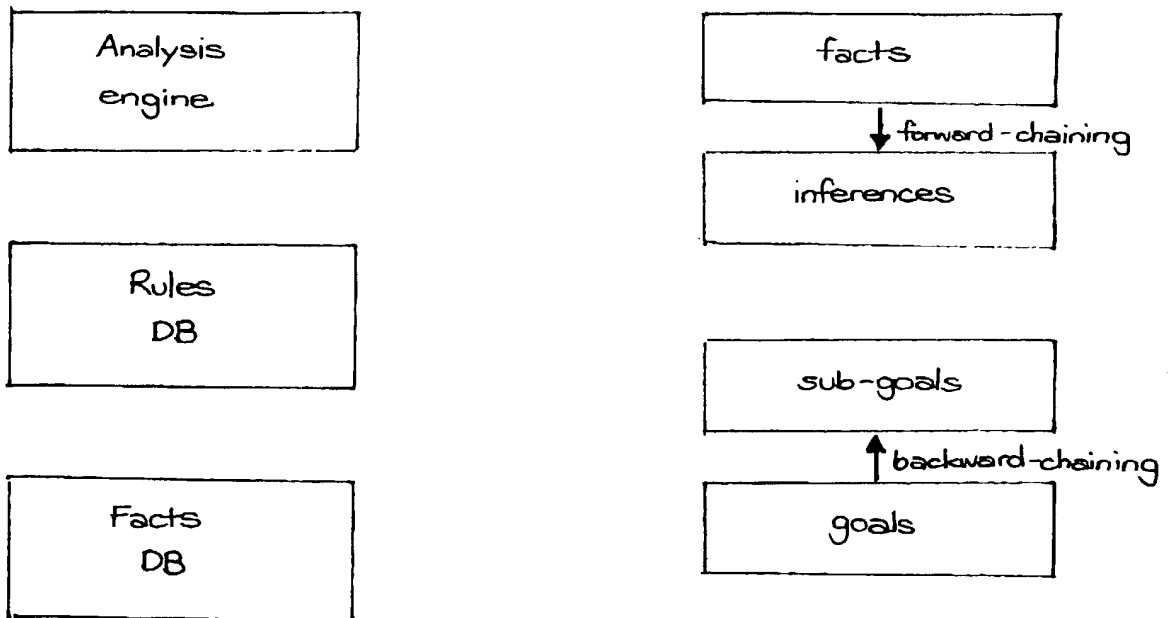 Analysis
engine
Rules
DB
Facts
DB
facts
forward-chaining
inferences
sub-goals
backward-chaining
goals